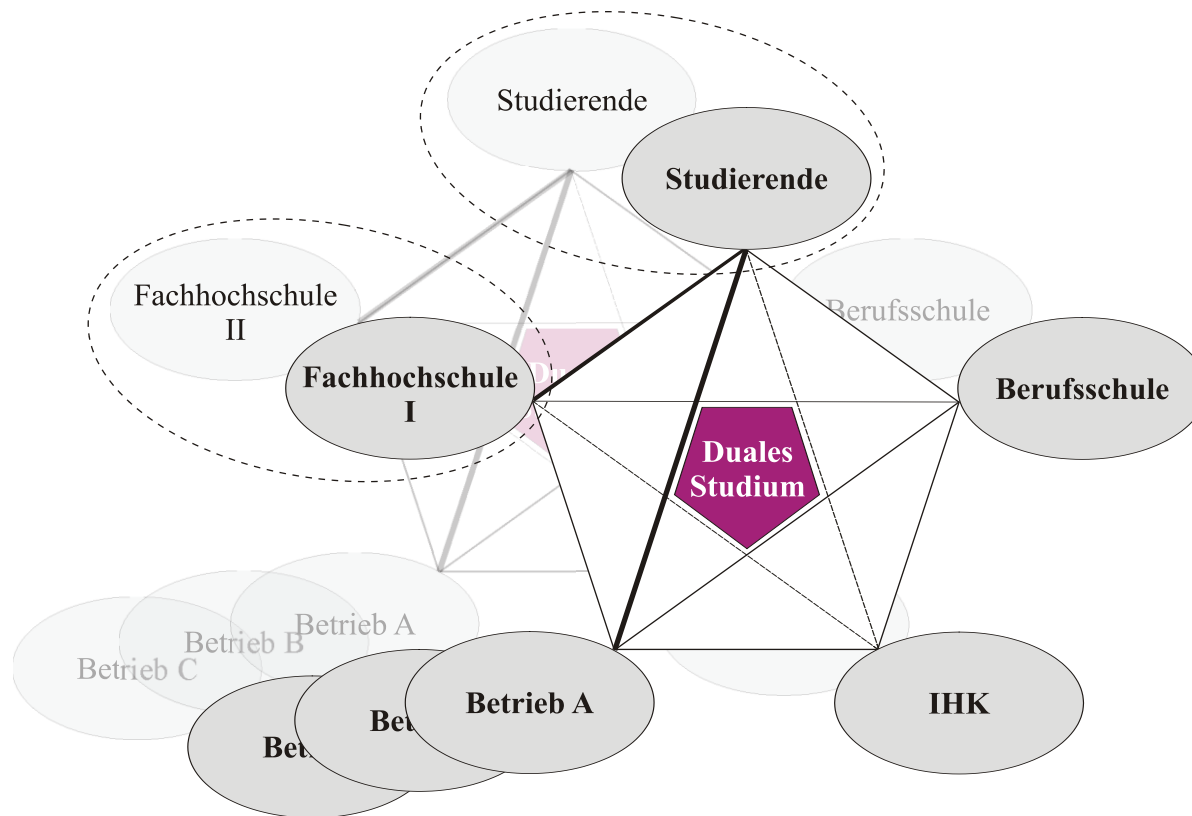 Studierende
Studierende
Fachhochschule
II
Berufsschule
Fachhochschule
I
Berufsschule
Duales
Studium
Betrieb A
Betrieb B
Betrieb C
Betrieb A
IHK